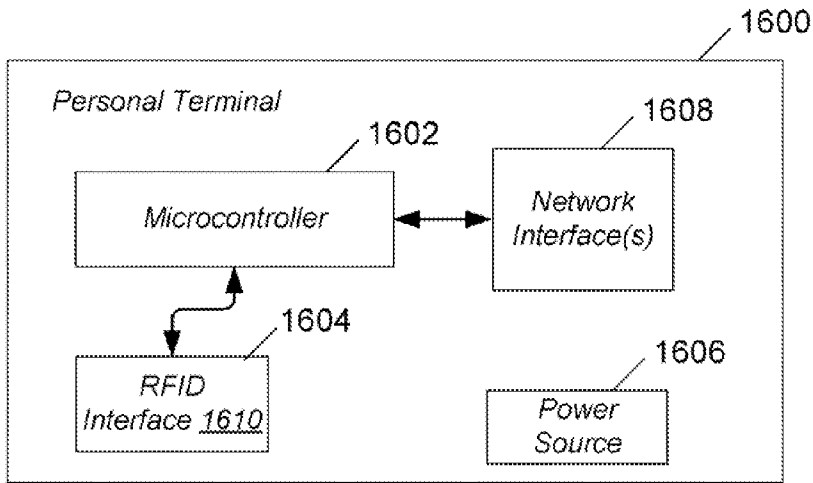 1600
Personal Terminal
1602
1608
Microcontroller
Network
Interface(s)
1604
RFID
Interface 1610
1606
Power
Source